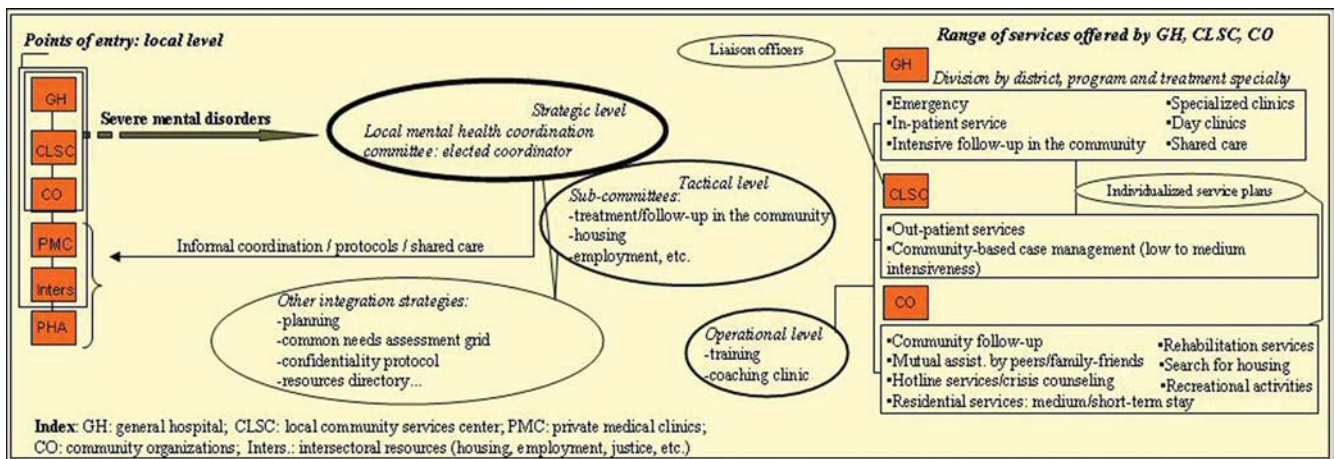 Points of entry: local level
GH
CLSC
CO
PMC
Inters
PHA
Severe mental disorders
Strategic level
Local mental health coordination
committee: elected coordinator
Tactical level
Sub-committees:
-treatment/follow-up in the community
-housing
-employment, etc.
Informal coordination / protocols / shared care
Other integration strategies:
-planning
-common needs assessment grid
-confidentiality protocol
-resources directory...
Operational level
-training
-coaching clinic
Liaison officers
Range of services offered by GH, CLSC, CO
GH
Division by district, program and treatment specialty
•Emergency
•In-patient service
•Intensive follow-up in the community
•Specialized clinics
•Day clinics
•Shared care
Individualized service plans
CLSC
•Out-patient services
•Community-based case management (low to medium
intensiveness)
CO
•Community follow-up
•Mutual assist. by peers/family-friends
•Hotline services/crisis counseling
•Residential services: medium/short-term stay
•Rehabilitation services
•Search for housing
•Recreational activities
Index: GH: general hospital; CLSC: local community services center; PMC: private medical clinics;
CO: community organizations; Inters.: intersectoral resources (housing, employment, justice, etc.)